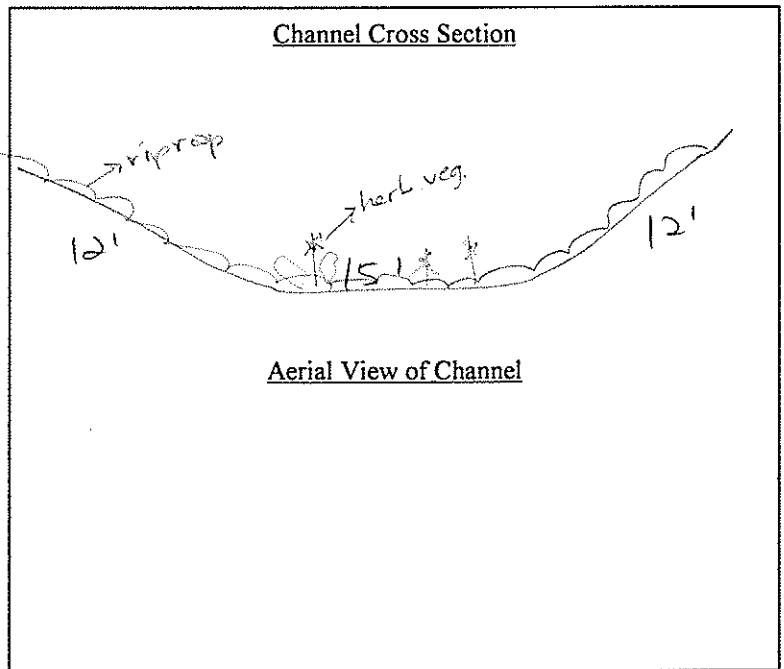 Channel Cross Section
riprap
herb. veg.
12'
15'
12'
Aerial View of Channel